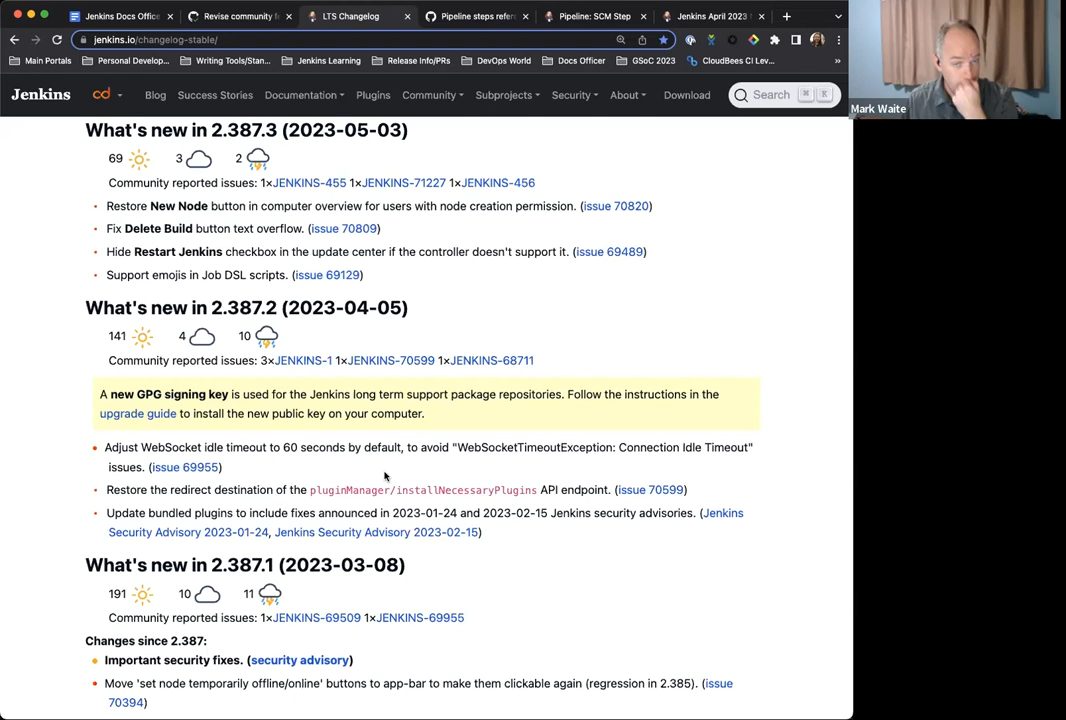 Jenkins Docs Office
Revise community f
LTS Changelog
Pipeline steps refere
Pipeline: SCM Step
Jenkins April 2023
jenkins.io/changelog-stable/
Main Portals
Personal Develop...
Writing Tools/Stan...
Jenkins Learning
Release Info/PRs
DevOps World
Docs Officer
GSoC 2023
CloudBees CI Lev...
»
Jenkins
cd
Blog
Success Stories
Documentation
Plugins
Community
Subprojects
Security
About
Download
Search
K
Mark Waite
What's new in 2.387.3 (2023-05-03)
69 3 2
Community reported issues: 1×JENKINS-455 1×JENKINS-71227 1×JENKINS-456
Restore New Node button in computer overview for users with node creation permission. (issue 70820)
Fix Delete Build button text overflow. (issue 70809)
Hide Restart Jenkins checkbox in the update center if the controller doesn't support it. (issue 69489)
Support emojis in Job DSL scripts. (issue 69129)
What's new in 2.387.2 (2023-04-05)
141 4 10
Community reported issues: 3×JENKINS-1 1×JENKINS-70599 1×JENKINS-68711
A new GPG signing key is used for the Jenkins long term support package repositories. Follow the instructions in the
upgrade guide to install the new public key on your computer.
Adjust WebSocket idle timeout to 60 seconds by default, to avoid "WebSocketTimeoutException: Connection Idle Timeout"
issues. (issue 69955)
Restore the redirect destination of the pluginManager/installNecessaryPlugins API endpoint. (issue 70599)
Update bundled plugins to include fixes announced in 2023-01-24 and 2023-02-15 Jenkins security advisories. (Jenkins
Security Advisory 2023-01-24, Jenkins Security Advisory 2023-02-15)
What's new in 2.387.1 (2023-03-08)
191 10 11
Community reported issues: 1×JENKINS-69509 1×JENKINS-69955
Changes since 2.387:
Important security fixes. (security advisory)
Move 'set node temporarily offline/online' buttons to app-bar to make them clickable again (regression in 2.385). (issue
70394)